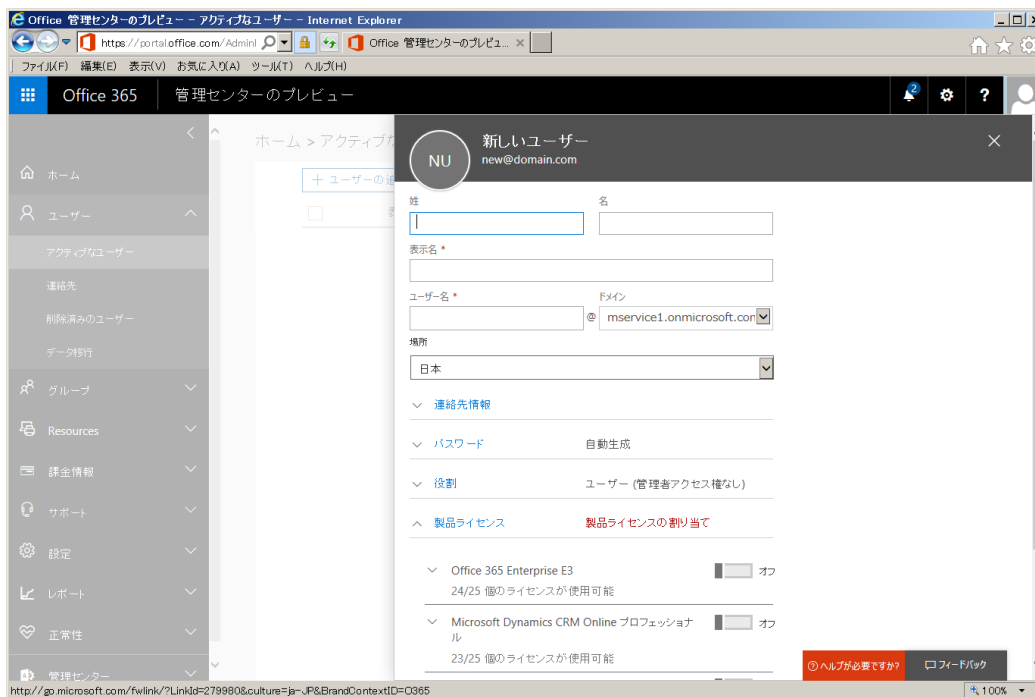 Office 管理センターのプレビュー - アクティブなユーザー - Internet Explorer
https://portal.office.com/Admin
Office 管理センターのプレビュ...
ファイル(F) 編集(E) 表示(V) お気に入り(A) ツール(T) ヘルプ(H)
Office 365 管理センターのプレビュー
2
?
ホーム > アクティブな
+ ユーザーの追
ホーム
ユーザー
アクティブなユーザー
連絡先
削除済みのユーザー
データ移行
グループ
Resources
課金情報
サポート
設定
レポート
正常性
管理センター
NU
新しいユーザー
new@domain.com
姓 名
表示名 *
ユーザー名 * ドメイン
@ mservice1.onmicrosoft.con
場所
日本
連絡先情報
パスワード 自動生成
役割 ユーザー (管理者アクセス権なし)
製品ライセンス 製品ライセンスの割り当て
Office 365 Enterprise E3 オフ
24/25 個のライセンスが使用可能
Microsoft Dynamics CRM Online プロフェッショナ オフ
ル
23/25 個のライセンスが使用可能
ヘルプが必要ですか? フィードバック
http://go.microsoft.com/fwlink/?LinkId=279980&culture=ja-JP&BrandContextID=O365
100%